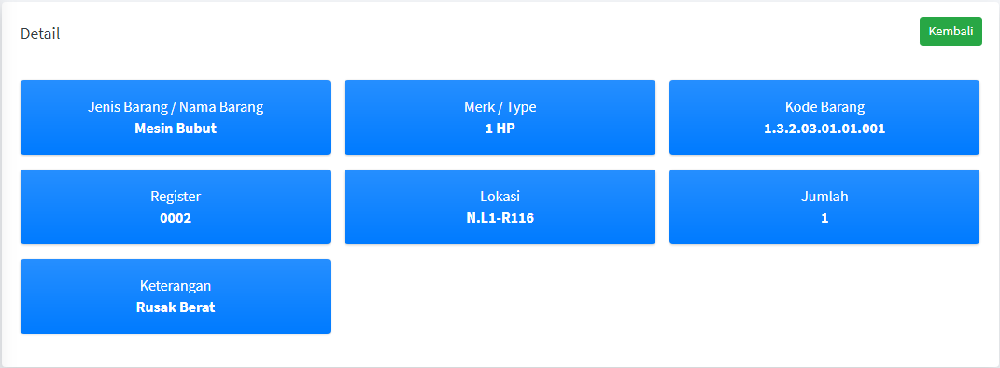 Detail
Kembali
Jenis Barang / Nama Barang
Mesin Bubut
Merk / Type
1 HP
Kode Barang
1.3.2.03.01.01.001
Register
0002
Lokasi
N.L1-R116
Jumlah
1
Keterangan
Rusak Berat